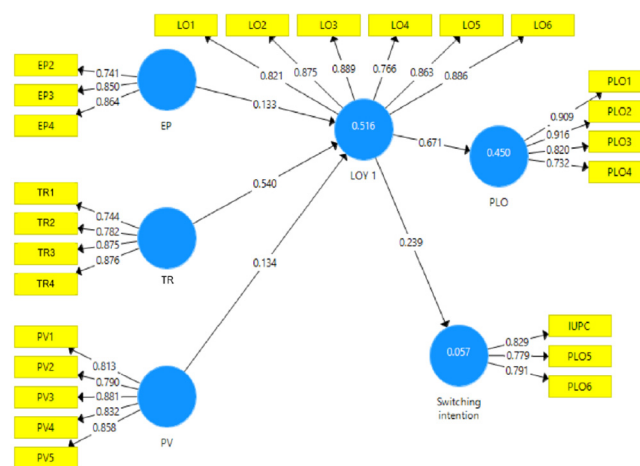 LO1
LO2
LO3
LO4
LO5
LO6
0.821
0.875
0.889
0.766
0.863
0.886
EP2
EP3
EP4
0.741
0.850
0.864
EP
0.133
0.516
LOY 1
0.671
0.450
PLO
0.909
0.916
0.820
0.732
PLO1
PLO2
PLO3
PLO4
TR1
TR2
TR3
TR4
0.744
0.782
0.875
0.876
TR
0.540
0.134
0.239
PV1
PV2
PV3
PV4
PV5
0.813
0.790
0.881
0.832
0.858
PV
0.057
Switching
intention
0.829
0.779
0.791
IUPC
PLO5
PLO6